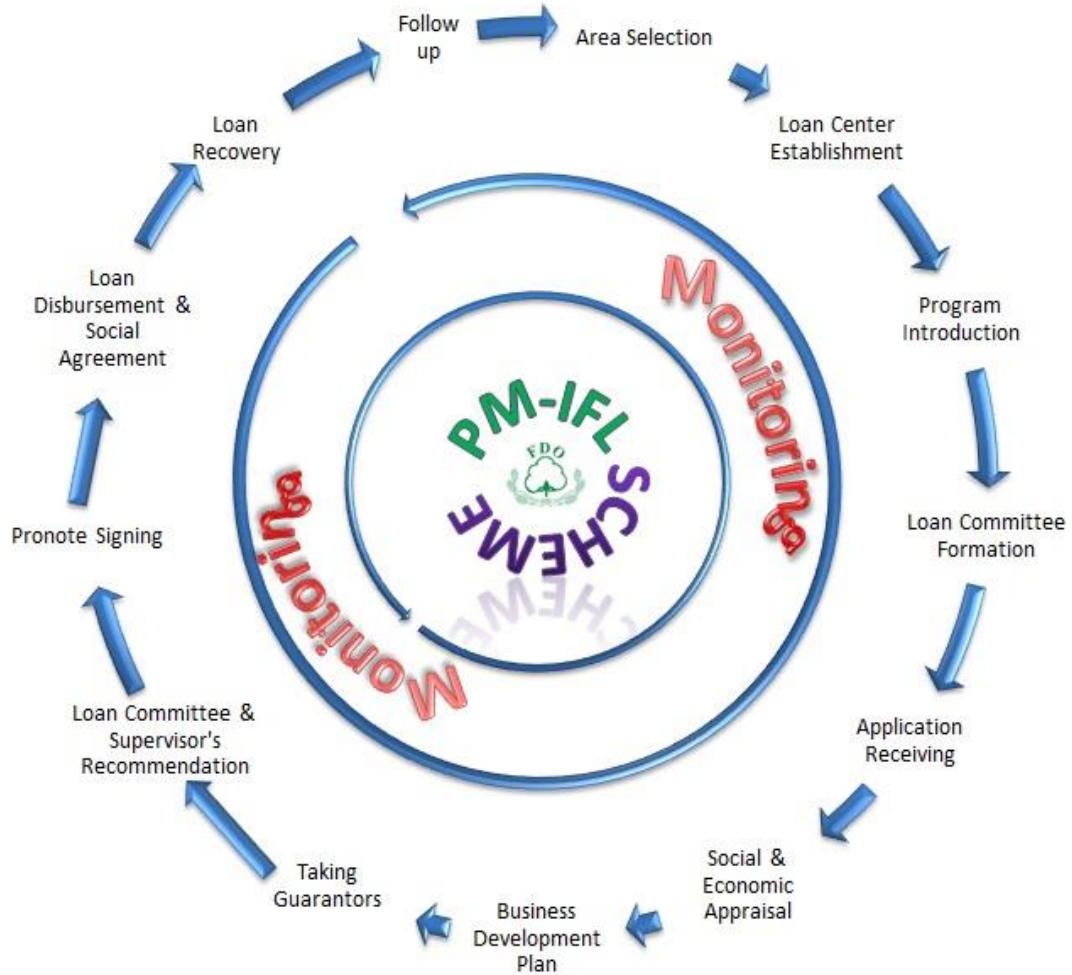 Follow
up
Area Selection
Loan Center
Establishment
Program
Introduction
Loan Committee
Formation
Application
Receiving
Social &
Economic
Appraisal
Business
Development
Plan
Taking
Guarantors
Loan Committee &
Supervisor's
Recommendation
Pronote Signing
Loan
Disbursement &
Social
Agreement
Loan
Recovery
Monitoring
Monitoring
PM-IFL
FDO
SCHEME